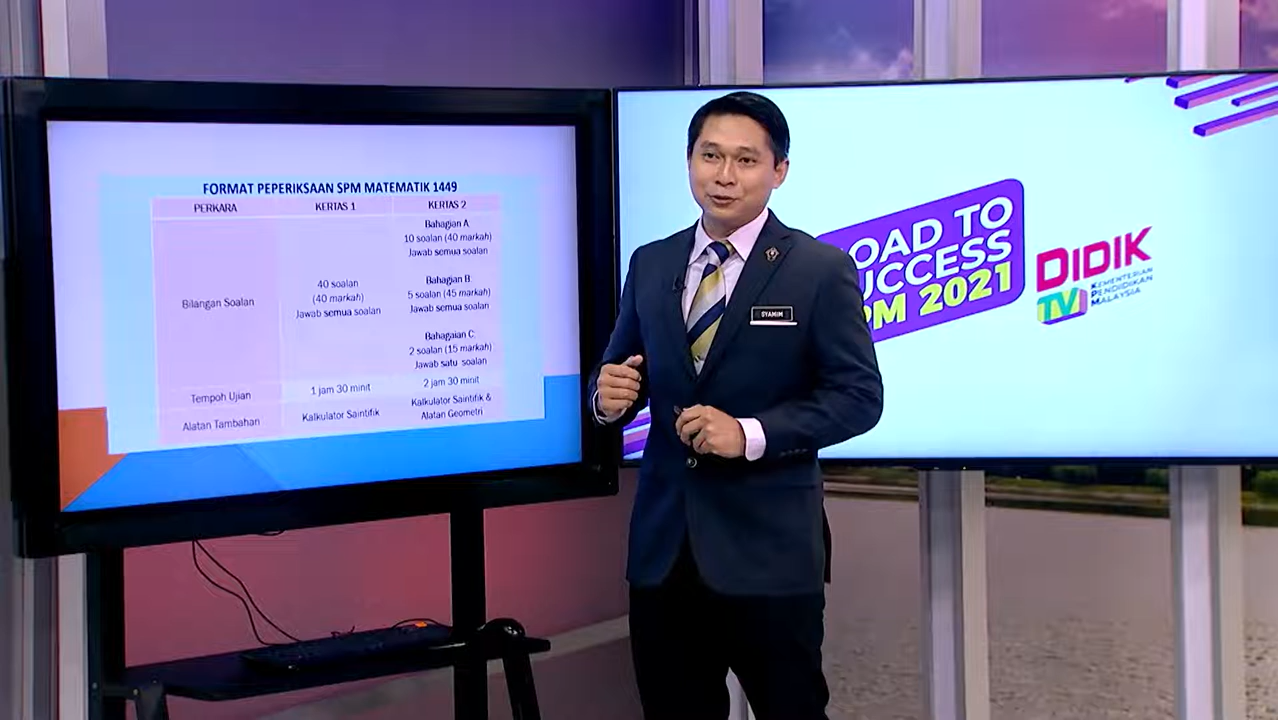 FORMAT PEPERIKSAAN SPM MATEMATIK 1449
PERKARA KERTAS 1 KERTAS 2
Bilangan Soalan
40 soalan
(40 markah)
Jawab semua soalan
Bahagian A
10 soalan (40 markah)
Jawab semua soalan
Bahagian B
5 soalan (45 markah)
Jawab semua soalan
Bahagaian C
2 soalan (15 markah)
Jawab satu soalan
Tempoh Ujian 1 jam 30 minit 2 jam 30 minit
Alatan Tambahan Kalkulator Saintifik
Kalkulator Saintifik &
Alatan Geometri
SYAMIM
OAD TO
UCCESS
PM 2021
DIDIK
TV
KEMENTERIAN
PENDIDIKAN
MALAYSIA